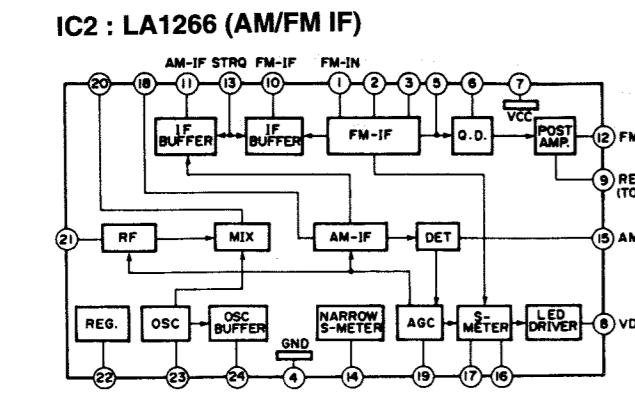 IC2 : LA1266 (AM/FM IF)
AM-IF STRQ FM-IF FM-IN
20 18 11 13 10 1 2 3 5 6 7
VCC
IF BUFFER
IF BUFFER
FM-IF
Q.D.
POST AMP.
12 FM
9 RE
(TO
21
RF
MIX
AM-IF
DET
15 AM
REG.
OSC
OSC BUFFER
NARROW S-METER
AGC
S-METER
LED DRIVER
8 VD
GND
22 23 24 4 14 19 17 16